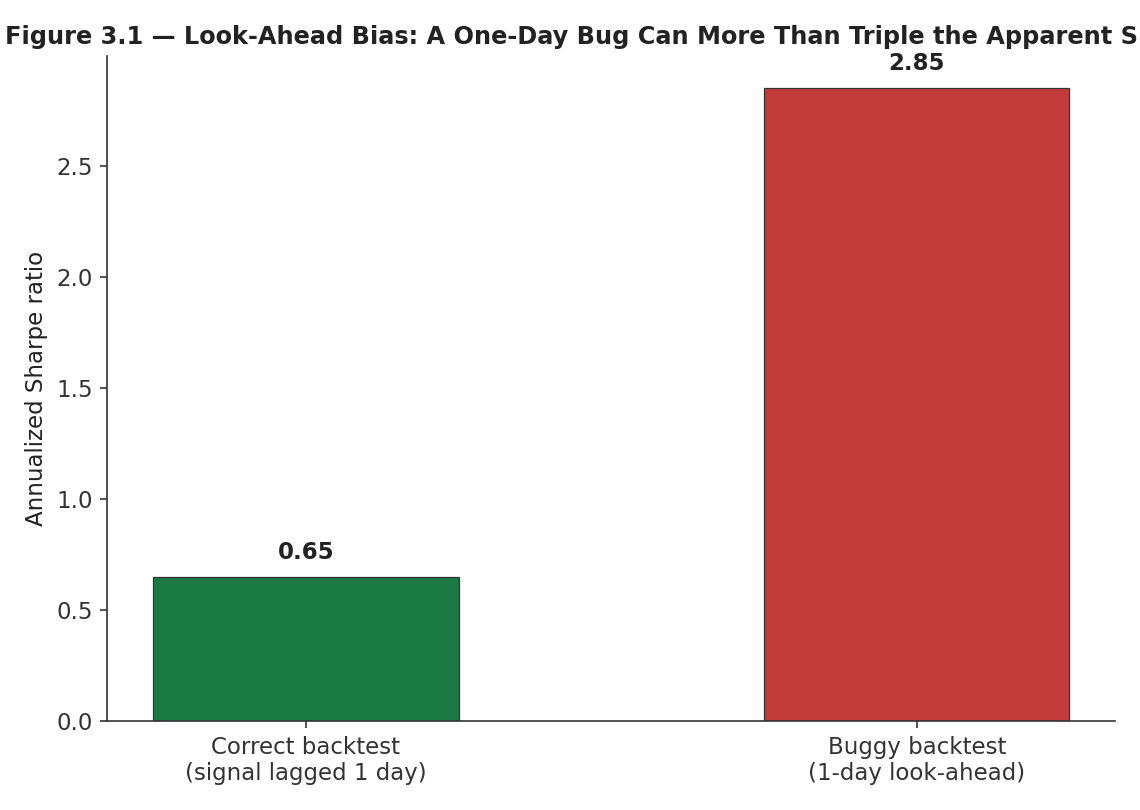 Figure 3.1 — Look-Ahead Bias: A One-Day Bug Can More Than Triple the Apparent S
2.85
2.5
2.0
1.5
1.0
0.5
0.0
Annualized Sharpe ratio
0.65
Correct backtest
(signal lagged 1 day)
Buggy backtest
(1-day look-ahead)